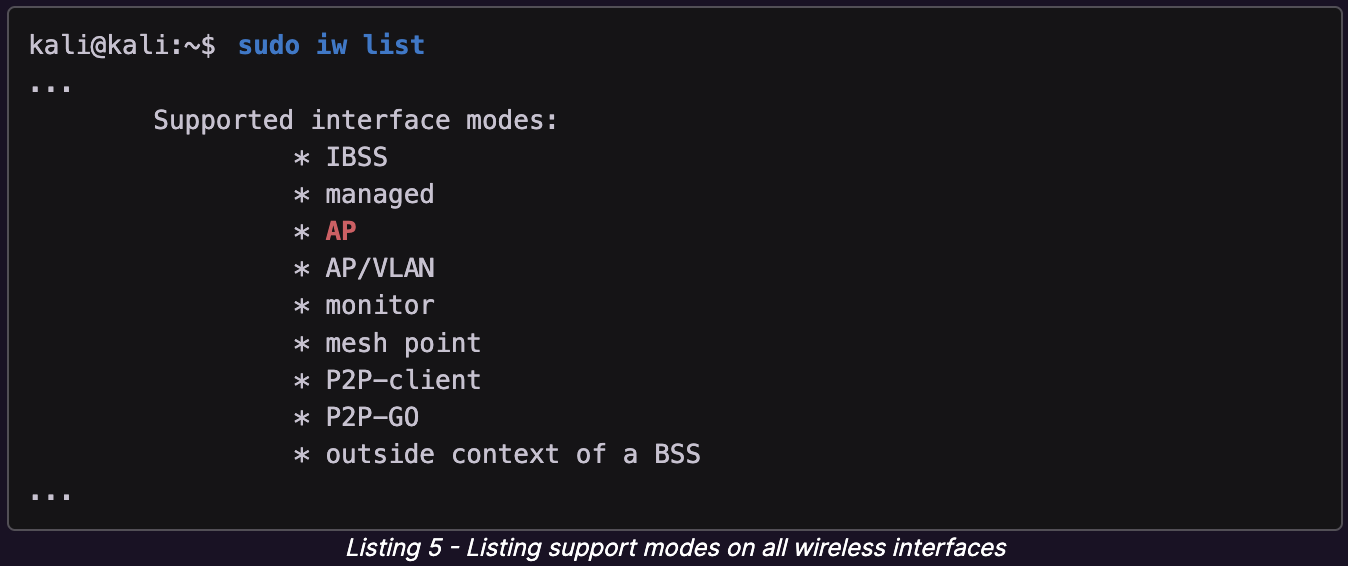 kali@kali:~$ sudo iw list
...
Supported interface modes:
* IBSS
* managed
* AP
* AP/VLAN
* monitor
* mesh point
* P2P-client
* P2P-GO
* outside context of a BSS
...
Listing 5 - Listing support modes on all wireless interfaces